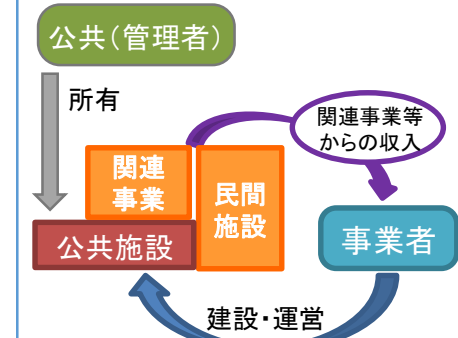 公共(管理者)
所有
関連事業等
からの収入
関連
事業
民間
施設
公共施設
事業者
建設・運営